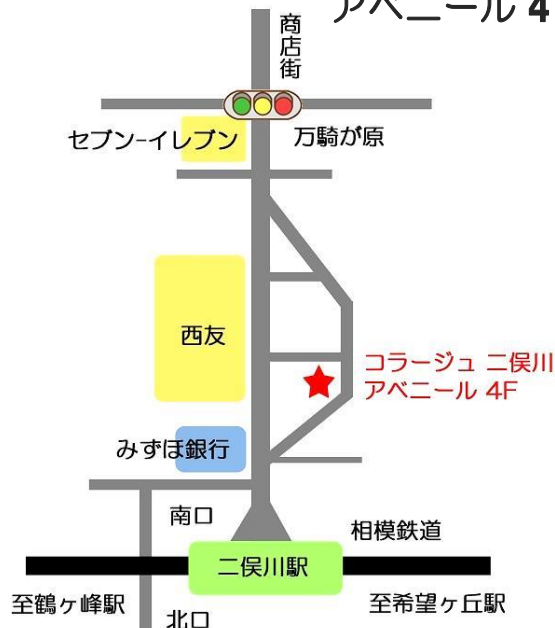 アベニール 4
商店街
セブン-イレブン
万騎が原
西友
コラージュ 二俣川
アベニール 4F
みずほ銀行
南口
相模鉄道
二俣川駅
至鶴ヶ峰駅
至希望ヶ丘駅
北口